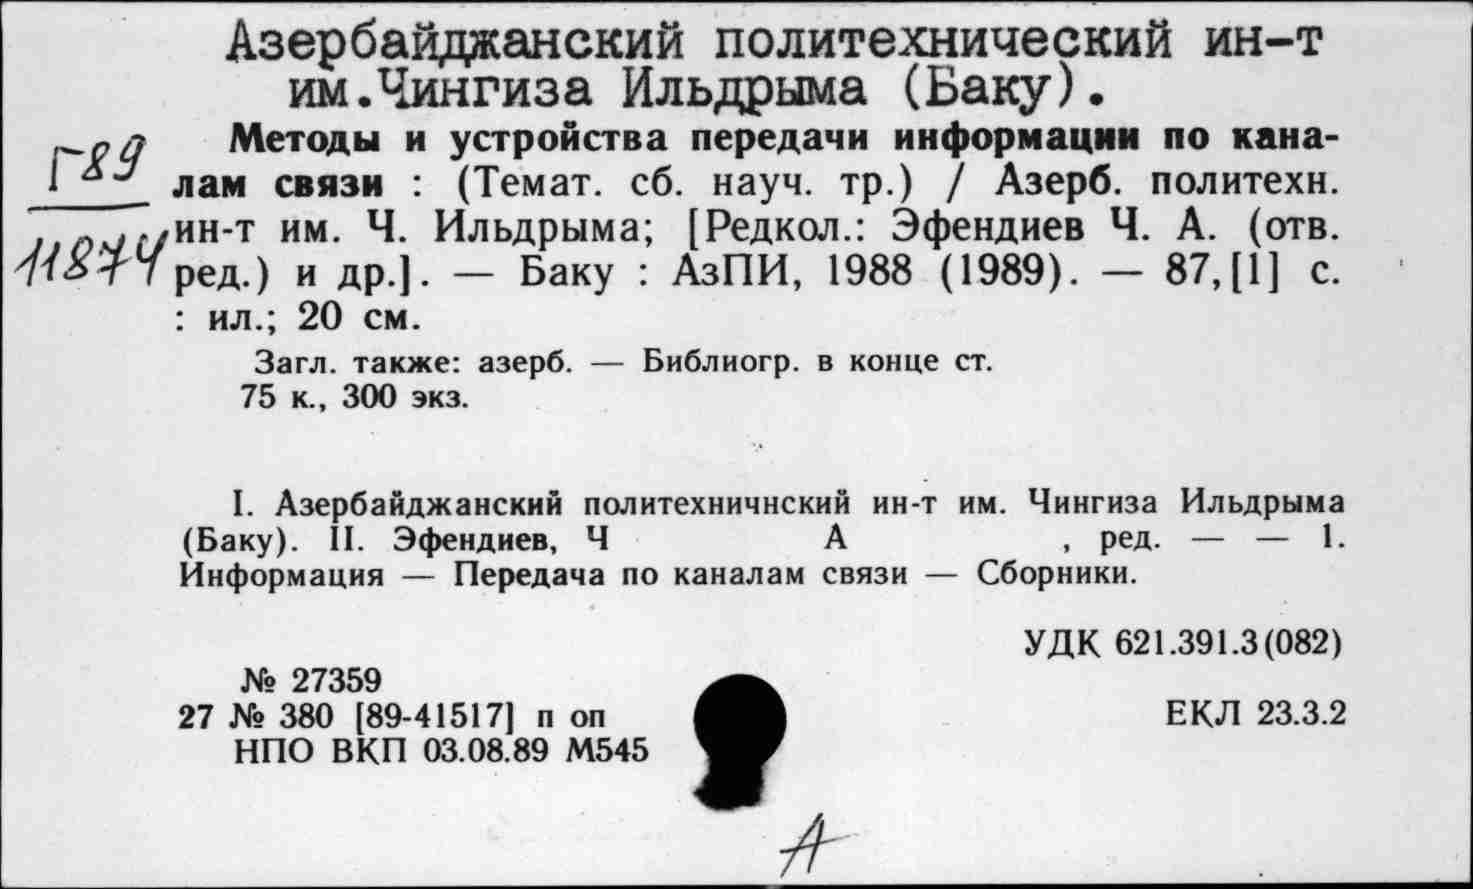 Азербайджанский политехнический ин-т
им.Чингиза Ильдрыма (Баку).
Г89
11874
Методы и устройства передачи информации по кана-
лам связи : (Темат. сб. науч. тр.) / Азерб. политехн.
ин-т им. Ч. Ильдрыма; [Редкол.: Эфендиев Ч. А. (отв.
ред.) и др.]. — Баку : АзПИ, 1988 (1989). — 87,[1] с.
: ил.; 20 см.
Загл. также: азерб. — Библиогр. в конце ст.
75 к., 300 экз.
I. Азербайджанский политехничнский ин-т им. Чингиза Ильдрыма
(Баку). II. Эфендиев, Ч А , ред. — — 1.
Информация — Передача по каналам связи — Сборники.
УДК 621.391.3(082)
№ 27359
27 № 380 [89-41517] п оп
ЕКЛ 23.3.2
НПО ВКП 03.08.89 М545
А